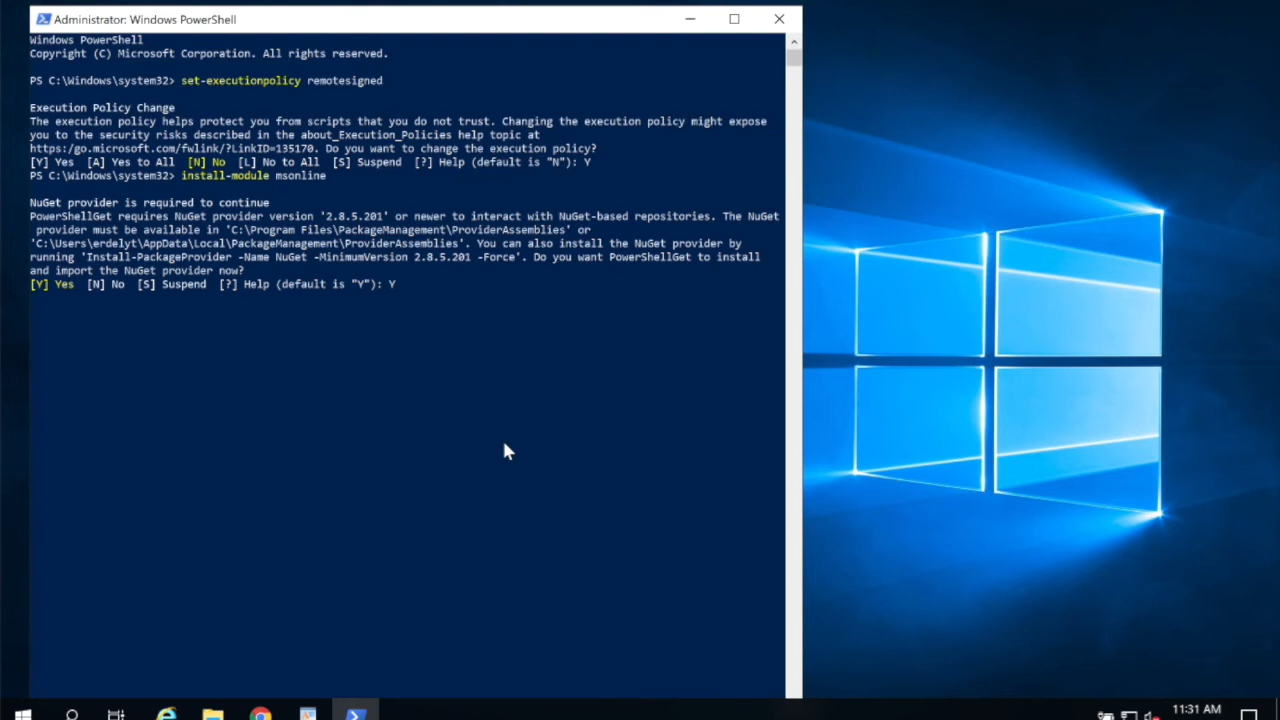 Administrator: Windows PowerShell
Windows PowerShell
Copyright (C) Microsoft Corporation. All rights reserved.
PS C:\Windows\system32> set-executionpolicy remotesigned
Execution Policy Change
The execution policy helps protect you from scripts that you do not trust. Changing the execution policy might expose
you to the security risks described in the about_Execution_Policies help topic at
https:/go.microsoft.com/fwlink/?LinkID=135170. Do you want to change the execution policy?
[Y] Yes  [A] Yes to All  [N] No  [L] No to All  [S] Suspend  [?] Help (default is "N"): Y
PS C:\Windows\system32> install-module msonline
NuGet provider is required to continue
PowerShellGet requires NuGet provider version '2.8.5.201' or newer to interact with NuGet-based repositories. The NuGet
 provider must be available in 'C:\Program Files\PackageManagement\ProviderAssemblies' or
'C:\Users\erdelyt\AppData\Local\PackageManagement\ProviderAssemblies'. You can also install the NuGet provider by
running 'Install-PackageProvider -Name NuGet -MinimumVersion 2.8.5.201 -Force'. Do you want PowerShellGet to install
and import the NuGet provider now?
[Y] Yes  [N] No  [S] Suspend  [?] Help (default is "Y"): Y
11:31 AM